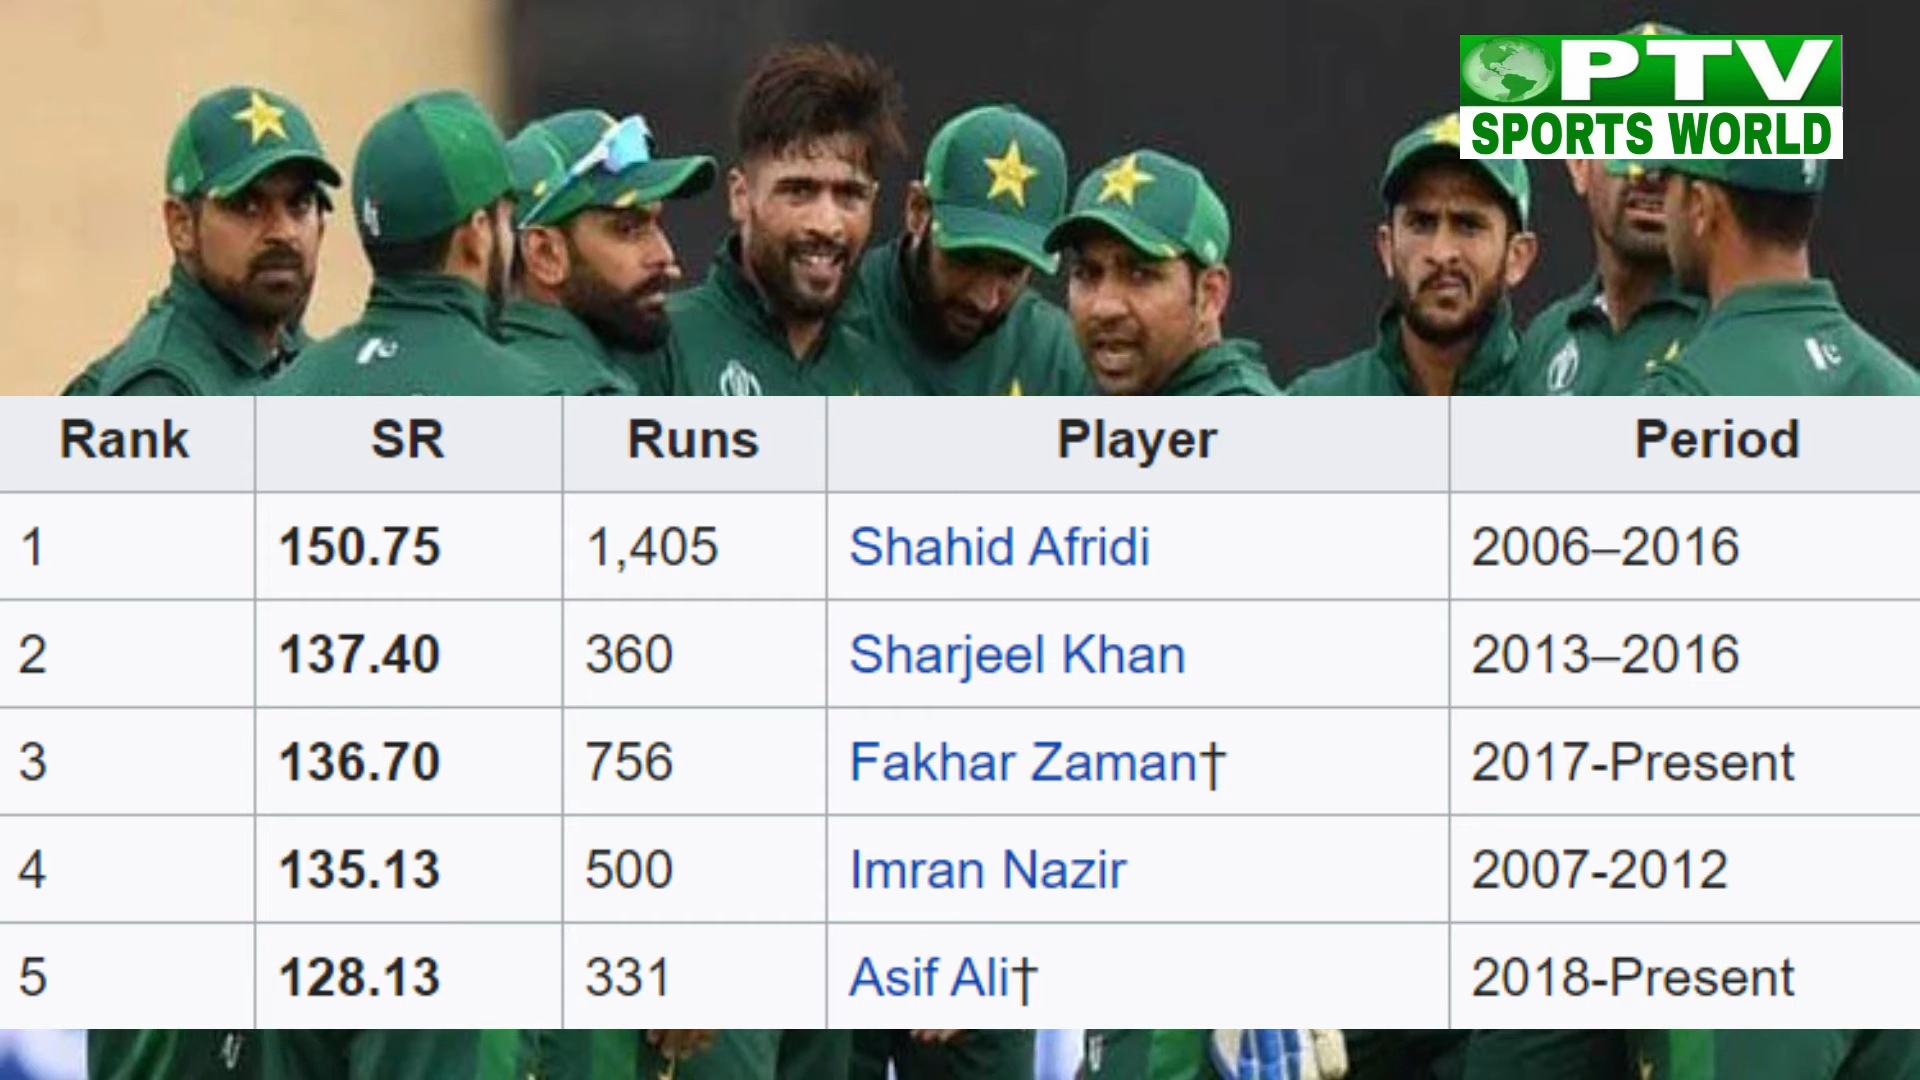 PTV
SPORTS WORLD
Rank SR Runs Player Period
1 150.75 1,405 Shahid Afridi 2006–2016
2 137.40 360 Sharjeel Khan 2013–2016
3 136.70 756 Fakhar Zaman† 2017-Present
4 135.13 500 Imran Nazir 2007-2012
5 128.13 331 Asif Ali† 2018-Present